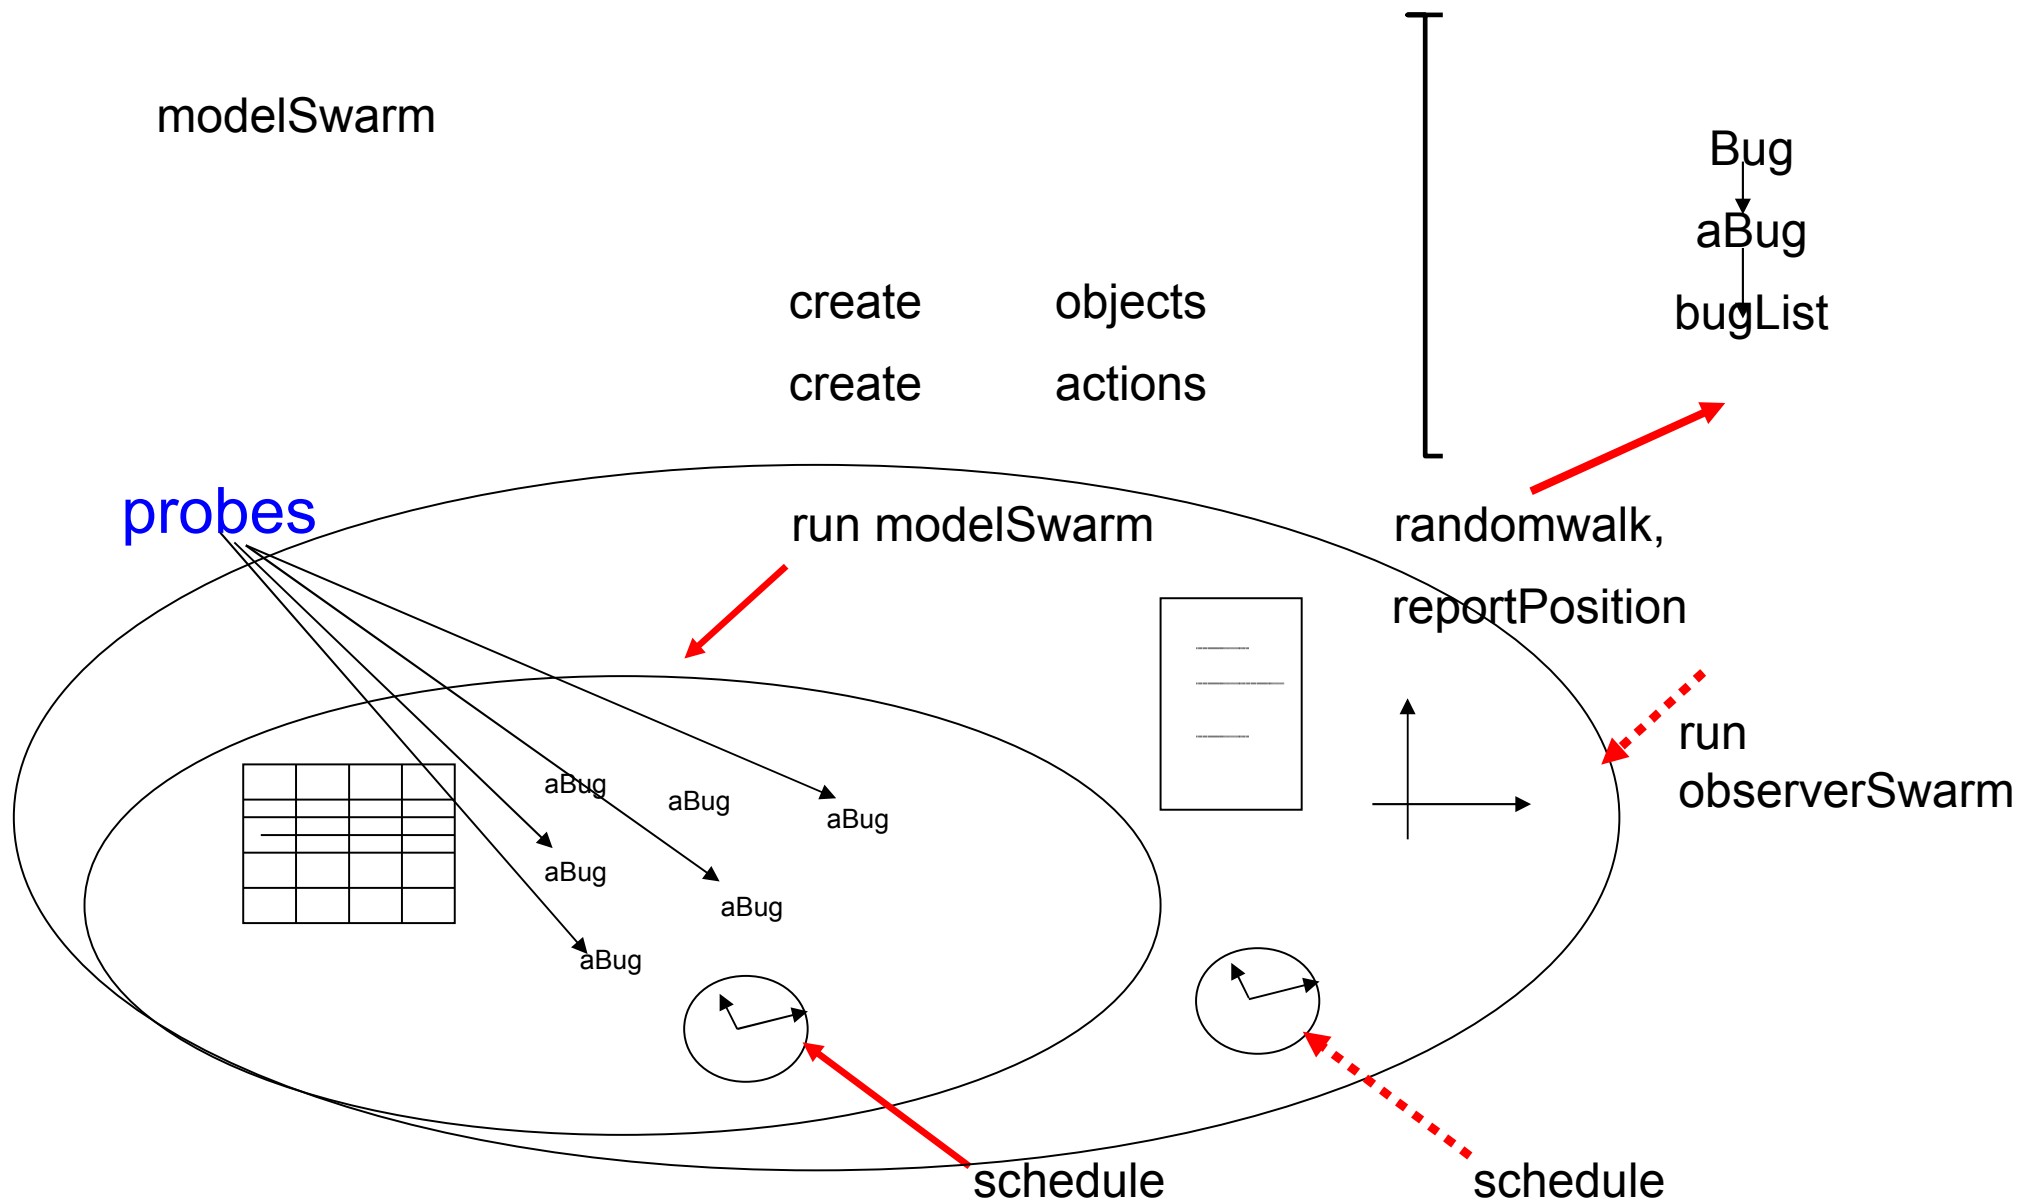 modelSwarm
Bug
aBug
bugList
create objects
create actions
probes
run modelSwarm
randomwalk,
reportPosition
run
observerSwarm
aBug
aBug
aBug
aBug
aBug
aBug
schedule
schedule